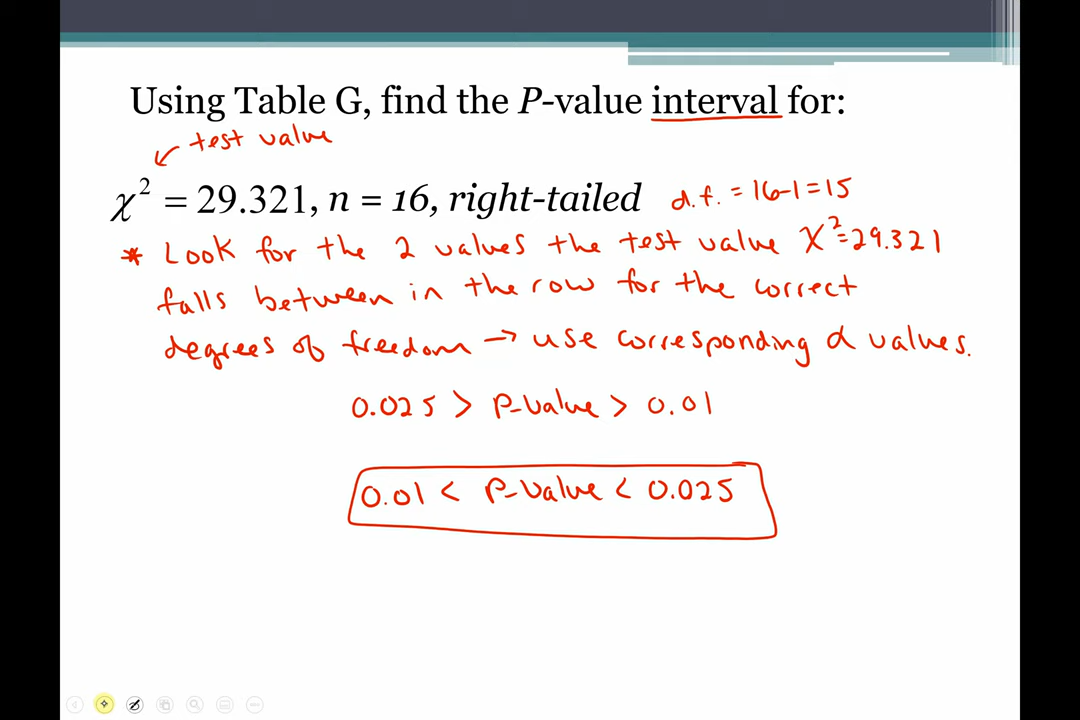 Using Table G, find the P-value interval for:
test value
χ² = 29.321, n = 16, right-tailed d.f. = 16-1=15
* Look for the 2 values the test value χ²=29.321
falls between in the row for the correct
degrees of freedom → use corresponding α values.
0.025 > P-value > 0.01
0.01 < P-value < 0.025